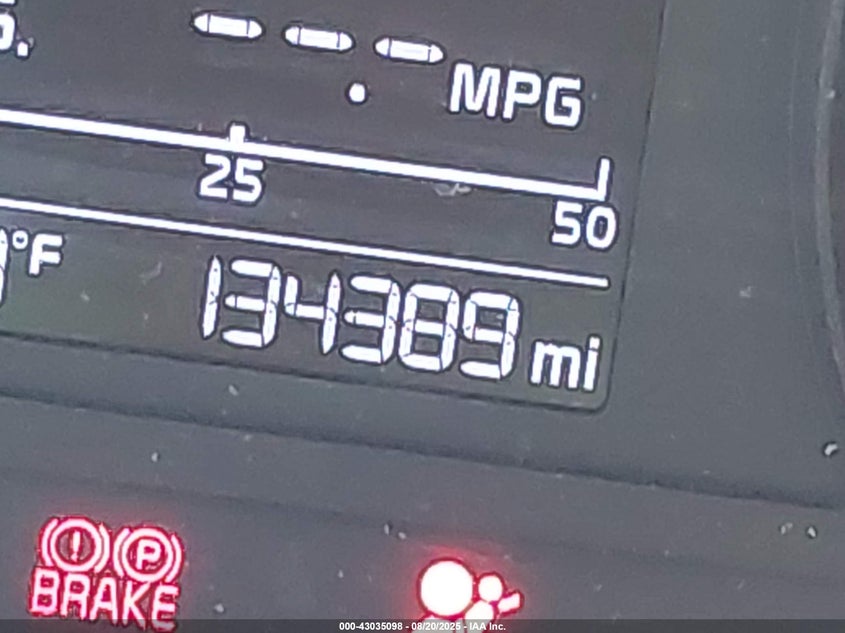 --.- MPG
25
50
°F
134389 mi
P
BRAKE
000-43035098 - 08/20/2025 - IAA Inc.